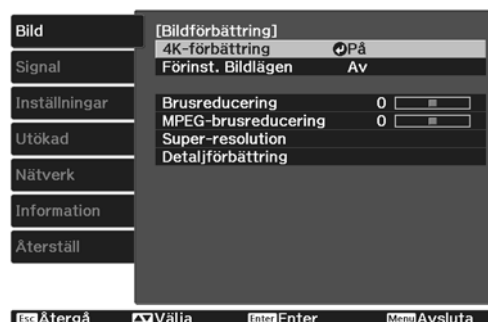 Bild
Signal
Inställningar
Utökad
Nätverk
Information
Återställ
[Bildförbättring]
4K-förbättring På
Förinst. Bildlägen Av
Brusreducering 0
MPEG-brusreducering 0
Super-resolution
Detaljförbättring
Esc Återgå Välja Enter Enter Menu Avsluta